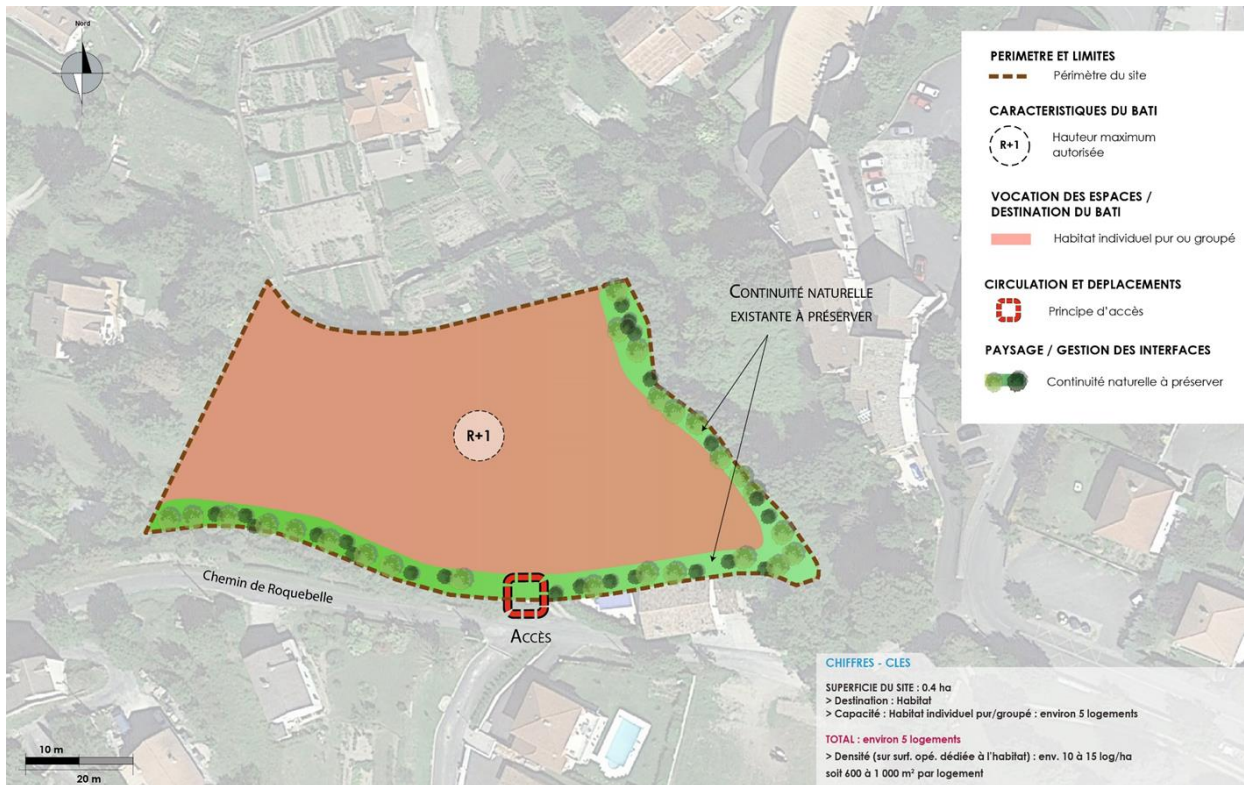 Nord
PERIMETRE ET LIMITES
Périmètre du site
CARACTERISTIQUES DU BATI
R+1
Hauteur maximum
autorisée
VOCATION DES ESPACES /
DESTINATION DU BATI
Habitat individuel pur ou groupé
CIRCULATION ET DEPLACEMENTS
Principe d'accès
PAYSAGE / GESTION DES INTERFACES
Continuité naturelle à préserver
CONTINUITÉ NATURELLE
EXISTANTE À PRÉSERVER
R+1
Chemin de Roquebelle
ACCÈS
10 m
20 m
CHIFFRES - CLES
SUPERFICIE DU SITE : 0.4 ha
> Destination : Habitat
> Capacité : Habitat individuel pur/groupé : environ 5 logements
TOTAL : environ 5 logements
> Densité (sur surf. opé. dédiée à l'habitat) : env. 10 à 15 log/ha
soit 600 à 1 000 m² par logement